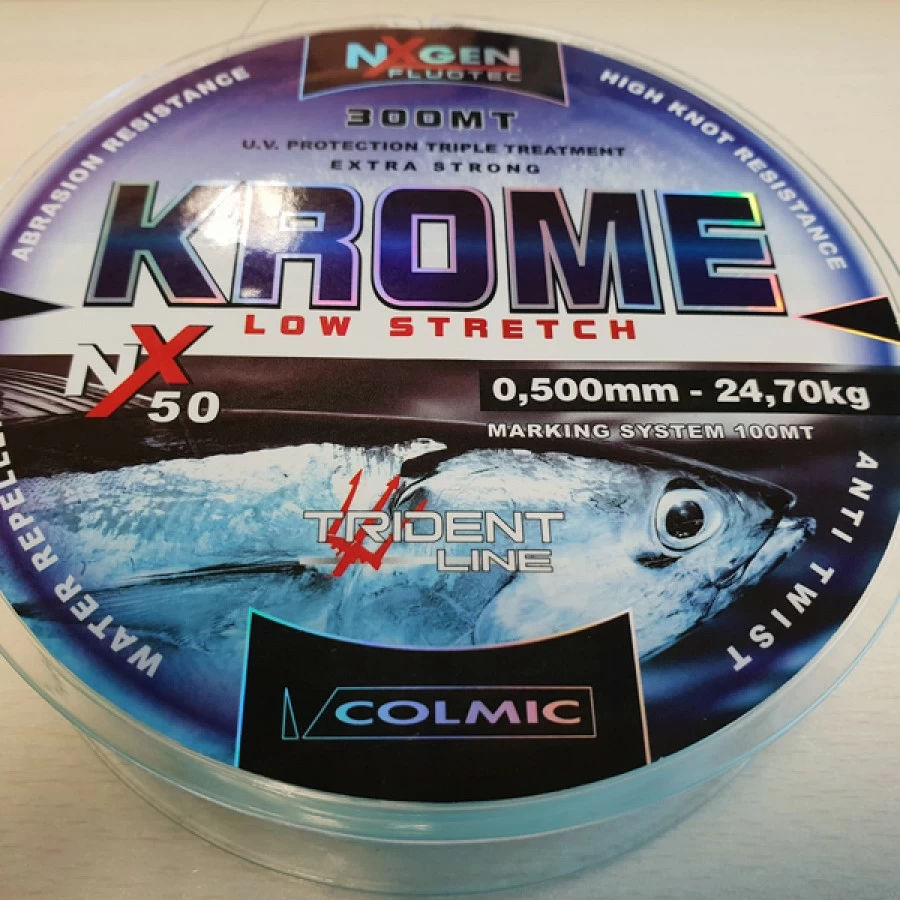 NXGEN
FLUOTEC
300MT
U.V. PROTECTION TRIPLE TREATMENT
EXTRA STRONG
ABRASION RESISTANCE
HIGH KNOT RESISTANCE
KROME
LOW STRETCH
NX
50
0,500mm - 24,70kg
MARKING SYSTEM 100MT
TRIDENT
LINE
WATER REPELLEN
ANTI TWIST
COLMIC